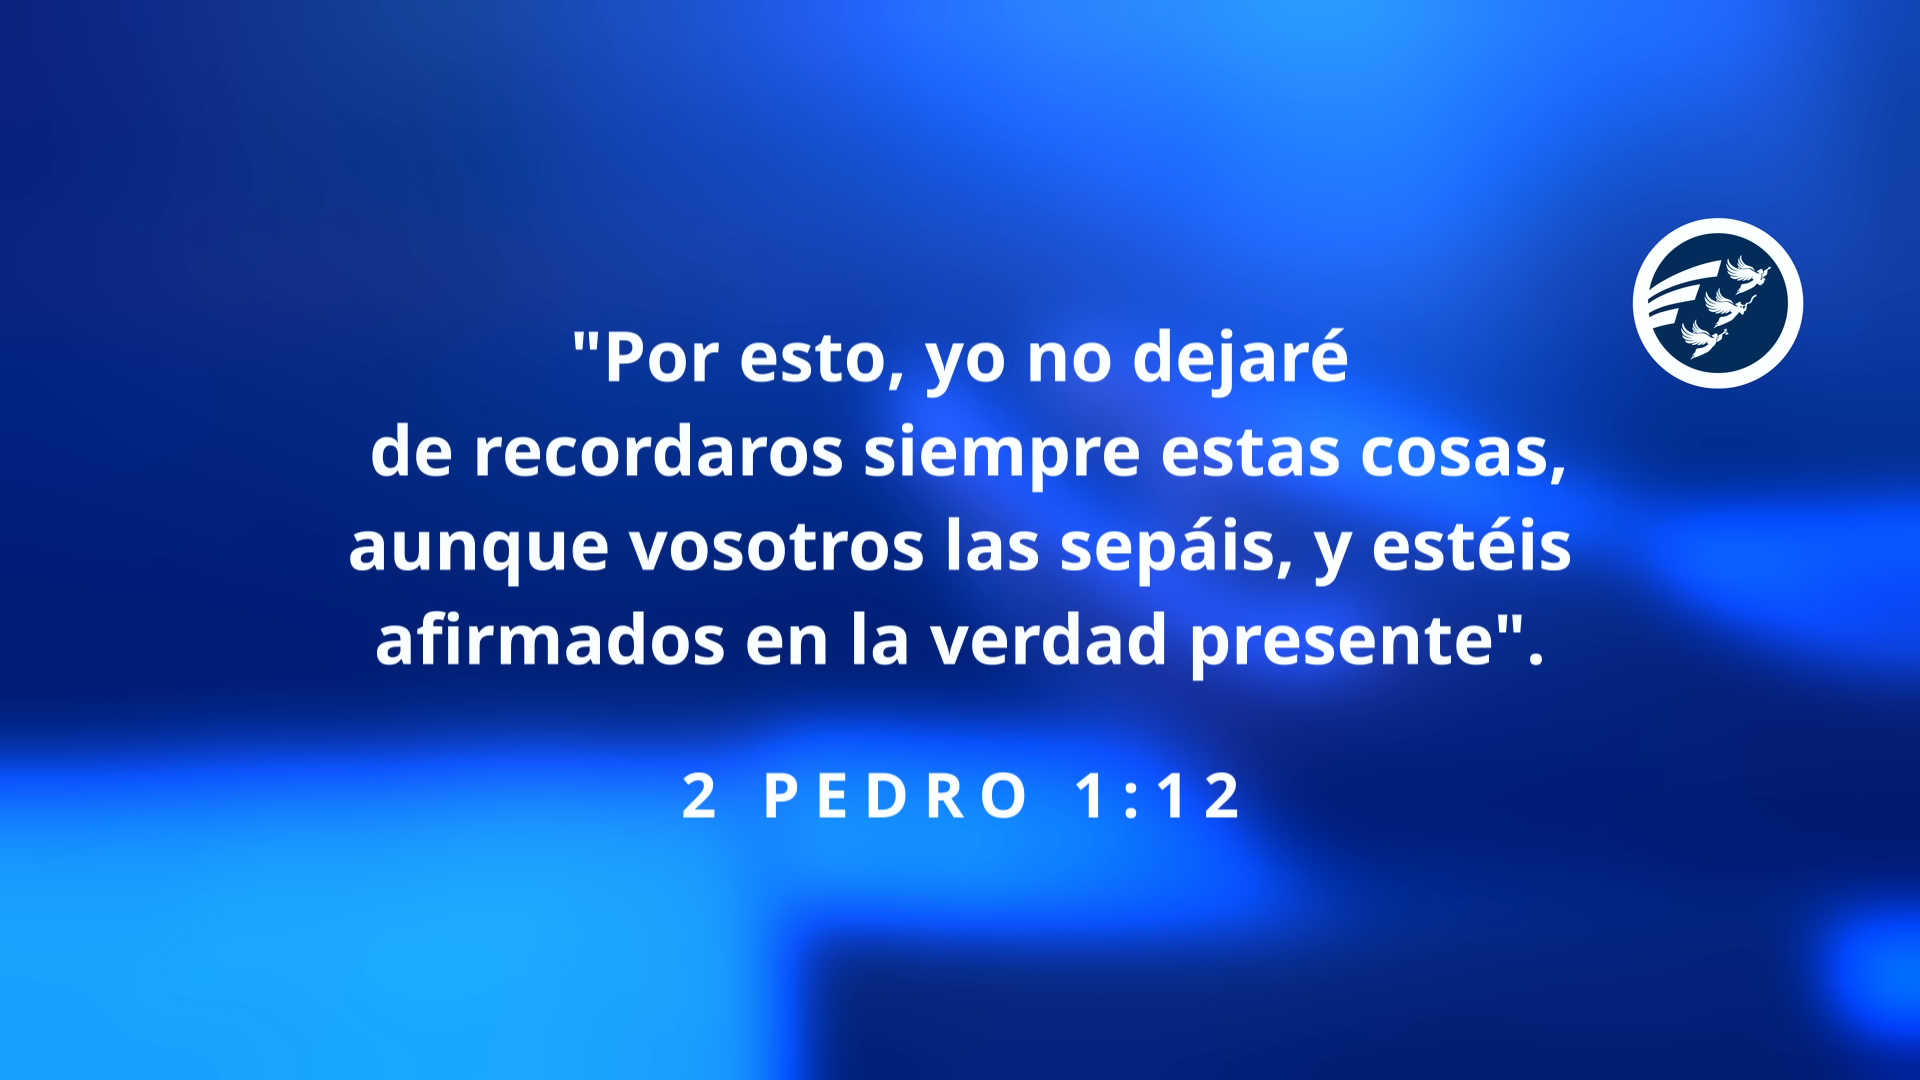 "Por esto, yo no dejaré
de recordaros siempre estas cosas,
aunque vosotros las sepáis, y estéis
afirmados en la verdad presente".
2 PEDRO 1:12